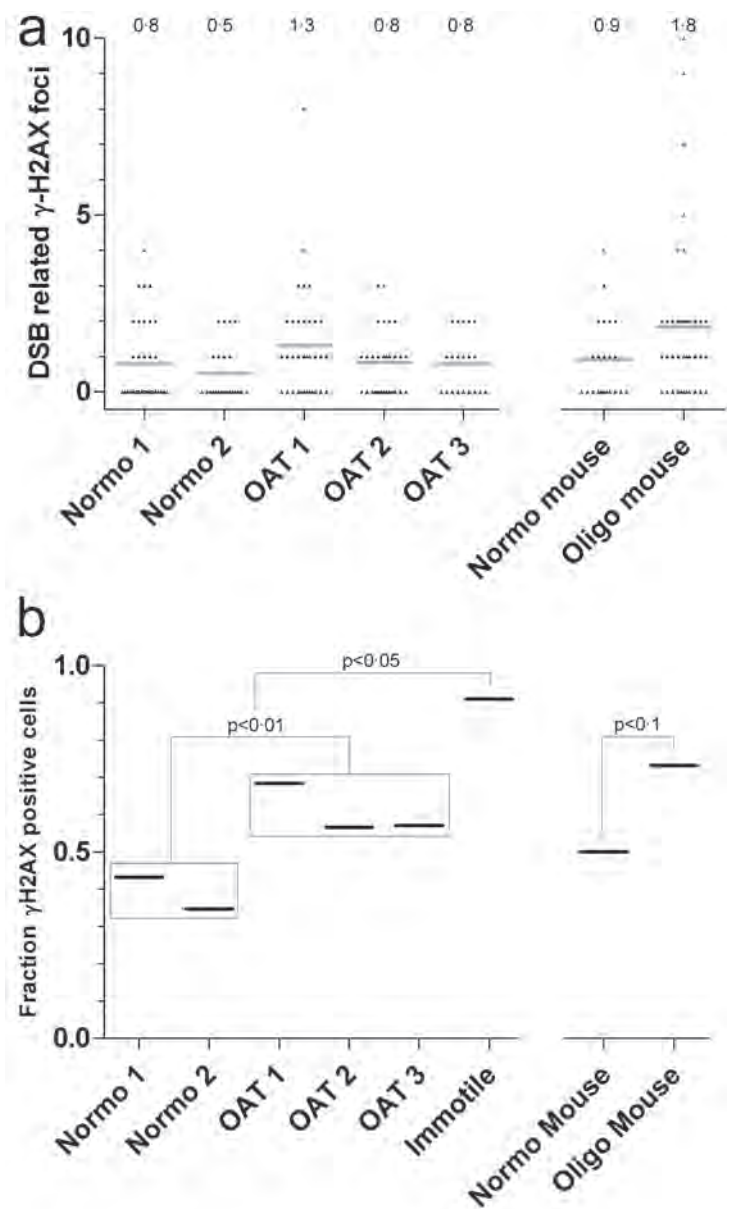 a
0·8 0·5 1·3 0·8 0·8 0·9 1·8
DSB related γ-H2AX foci
10
5
0
Normo 1
Normo 2
OAT 1
OAT 2
OAT 3
Normo mouse
Oligo mouse
b
Fraction γH2AX positive cells
1.0
0.5
0.0
p<0·05
p<0·01
p<0·1
Normo 1
Normo 2
OAT 1
OAT 2
OAT 3
Immotile
Normo Mouse
Oligo Mouse